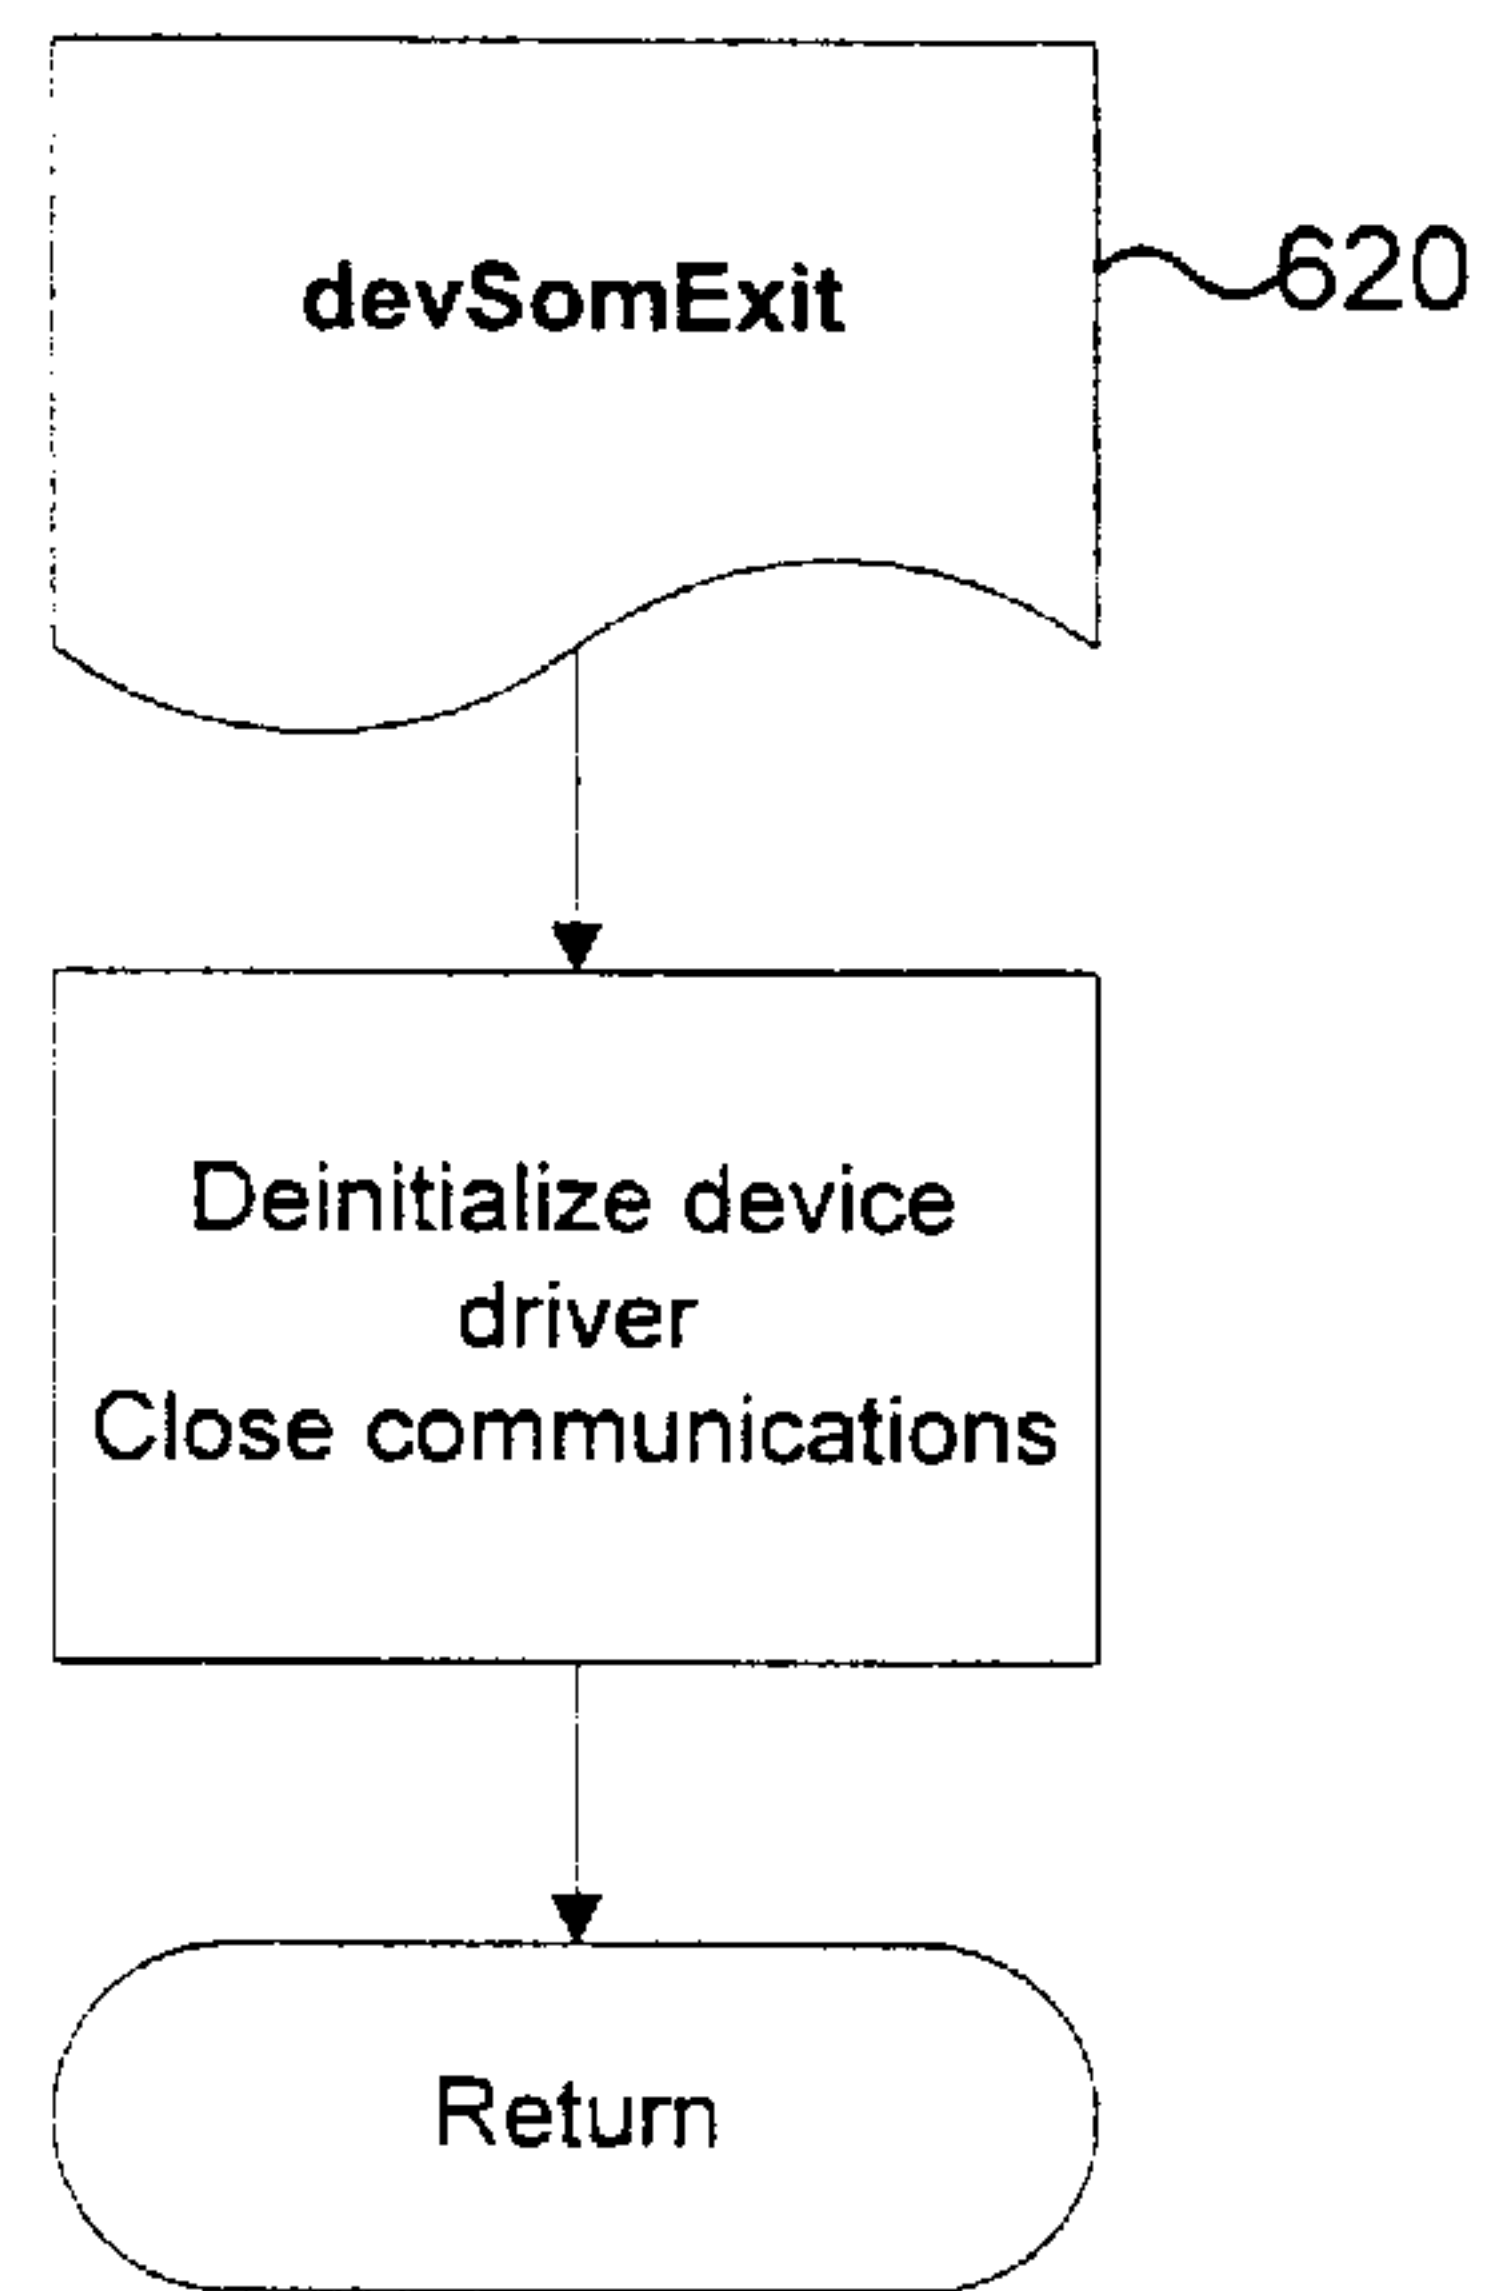 devSomExit
620
Deinitialize device
driver
Close communications
Return